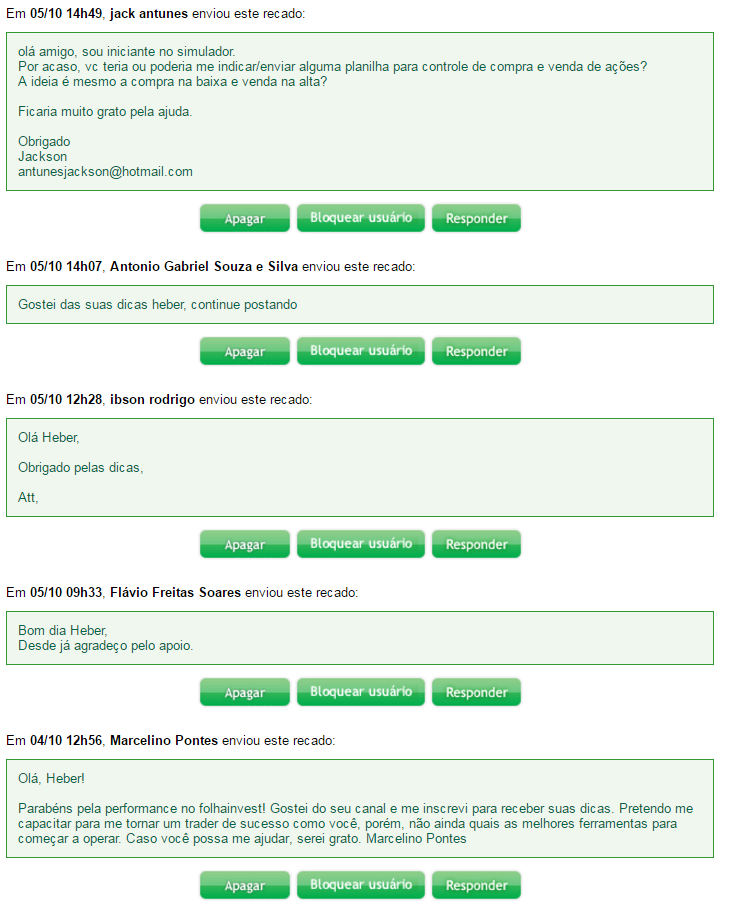 Em 05/10 14h49, jack antunes enviou este recado:
olá amigo, sou iniciante no simulador.
Por acaso, vc teria ou poderia me indicar/enviar alguma planilha para controle de compra e venda de ações?
A ideia é mesmo a compra na baixa e venda na alta?
Ficaria muito grato pela ajuda.
Obrigado
Jackson
antunesjackson@hotmail.com
Apagar Bloquear usuário Responder
Em 05/10 14h07, Antonio Gabriel Souza e Silva enviou este recado:
Gostei das suas dicas heber, continue postando
Apagar Bloquear usuário Responder
Em 05/10 12h28, ibson rodrigo enviou este recado:
Olá Heber,
Obrigado pelas dicas,
Att,
Apagar Bloquear usuário Responder
Em 05/10 09h33, Flávio Freitas Soares enviou este recado:
Bom dia Heber,
Desde já agradeço pelo apoio.
Apagar Bloquear usuário Responder
Em 04/10 12h56, Marcelino Pontes enviou este recado:
Olá, Heber!
Parabéns pela performance no folhainvest! Gostei do seu canal e me inscrevi para receber suas dicas. Pretendo me
capacitar para me tornar um trader de sucesso como você, porém, não ainda quais as melhores ferramentas para
começar a operar. Caso você possa me ajudar, serei grato. Marcelino Pontes
Apagar Bloquear usuário Responder